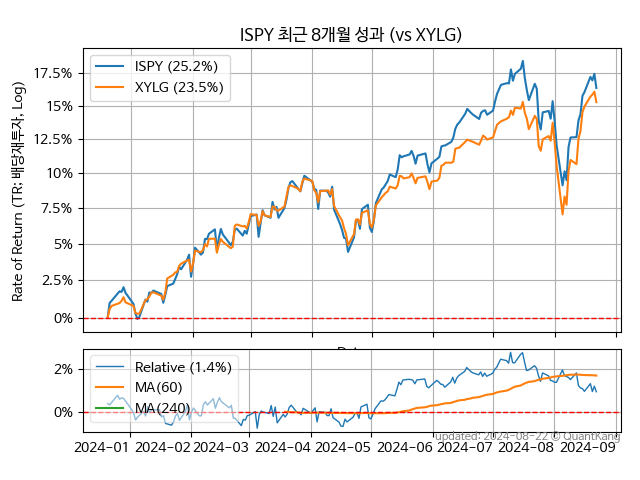 ISPY 최근 8개월 성과 (vs XYLG)
Rate of Return (TR: 배당재투자, Log)
17.5%
15%
12.5%
10%
7.5%
5%
2.5%
0%
ISPY (25.2%)
XYLG (23.5%)
2%
0%
Relative (1.4%)
MA(60)
MA(240)
updated: 2024-08-22 © QuantKang
2024-01 2024-02 2024-03 2024-04 2024-05 2024-06 2024-07 2024-08 2024-09